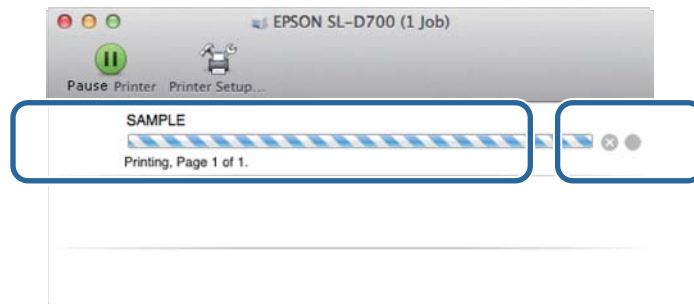 EPSON SL-D700 (1 Job)
Pause Printer Printer Setup...
SAMPLE
Printing, Page 1 of 1.